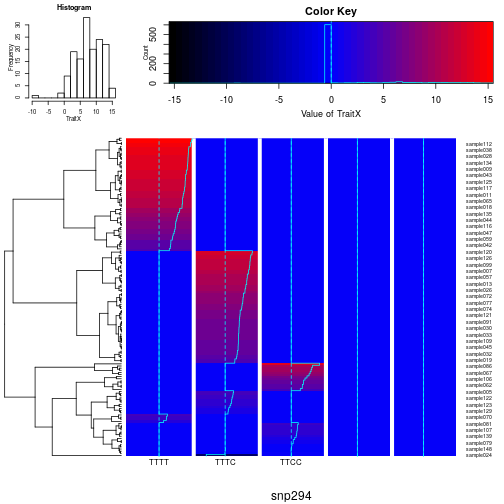 Histogram
Frequency
0 5 10 15 20 25 30
-10 -5 0 5 10 15
TraitX
Color Key
Count
0 200 500
-15 -10 -5 0 5 10 15
Value of TraitX
sample112
sample038
sample028
sample134
sample009
sample043
sample125
sample117
sample011
sample065
sample018
sample135
sample044
sample116
sample047
sample059
sample042
sample120
sample126
sample099
sample007
sample057
sample013
sample026
sample072
sample077
sample074
sample121
sample091
sample030
sample033
sample109
sample045
sample032
sample019
sample086
sample067
sample106
sample062
sample005
sample122
sample123
sample129
sample070
sample081
sample107
sample139
sample079
sample148
sample024
TTTT TTTC TTCC
snp294